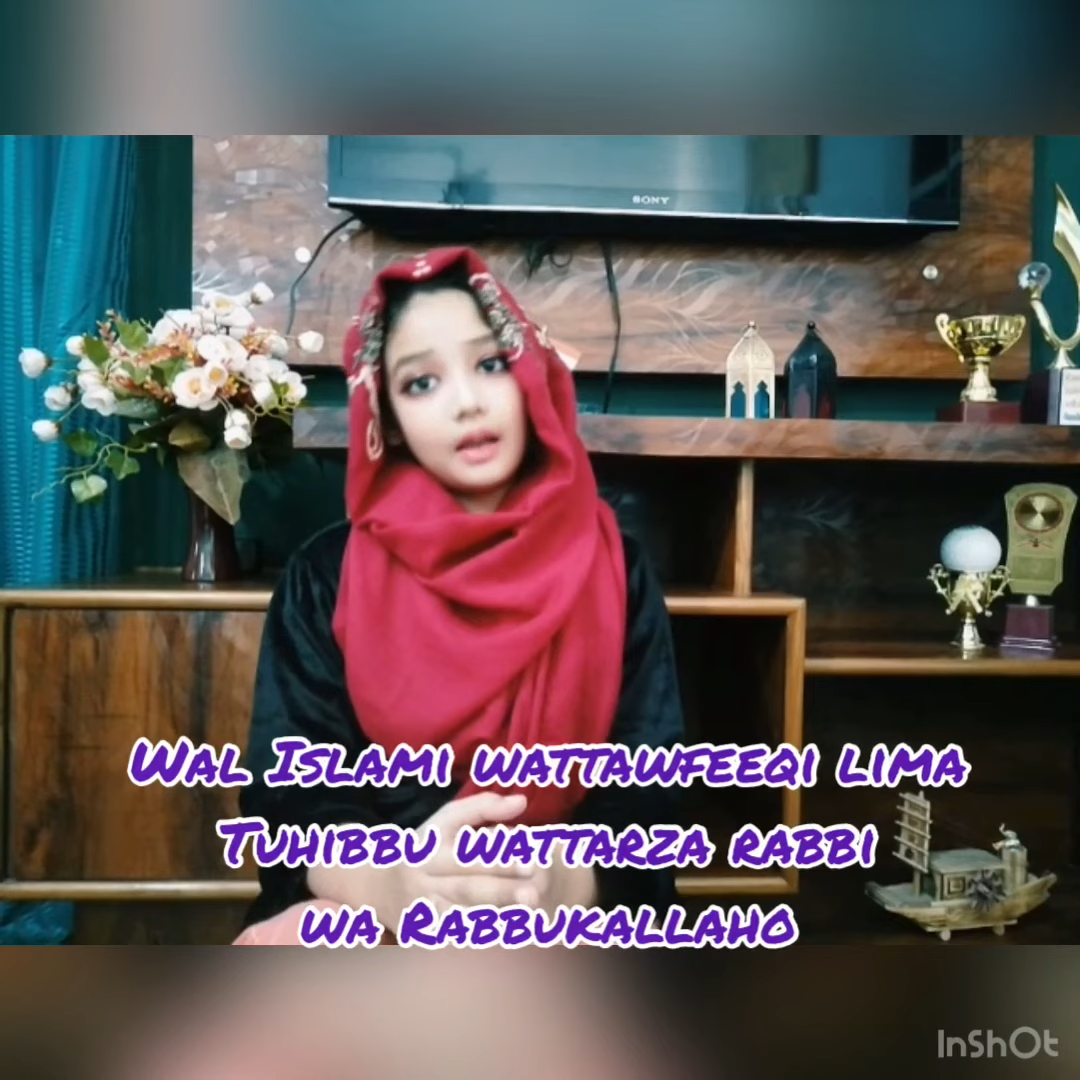 SONY
Wal Islami wattawfeeqi lima
Tuhibbu wattarza rabbi
wa Rabbukallaho
InShOt